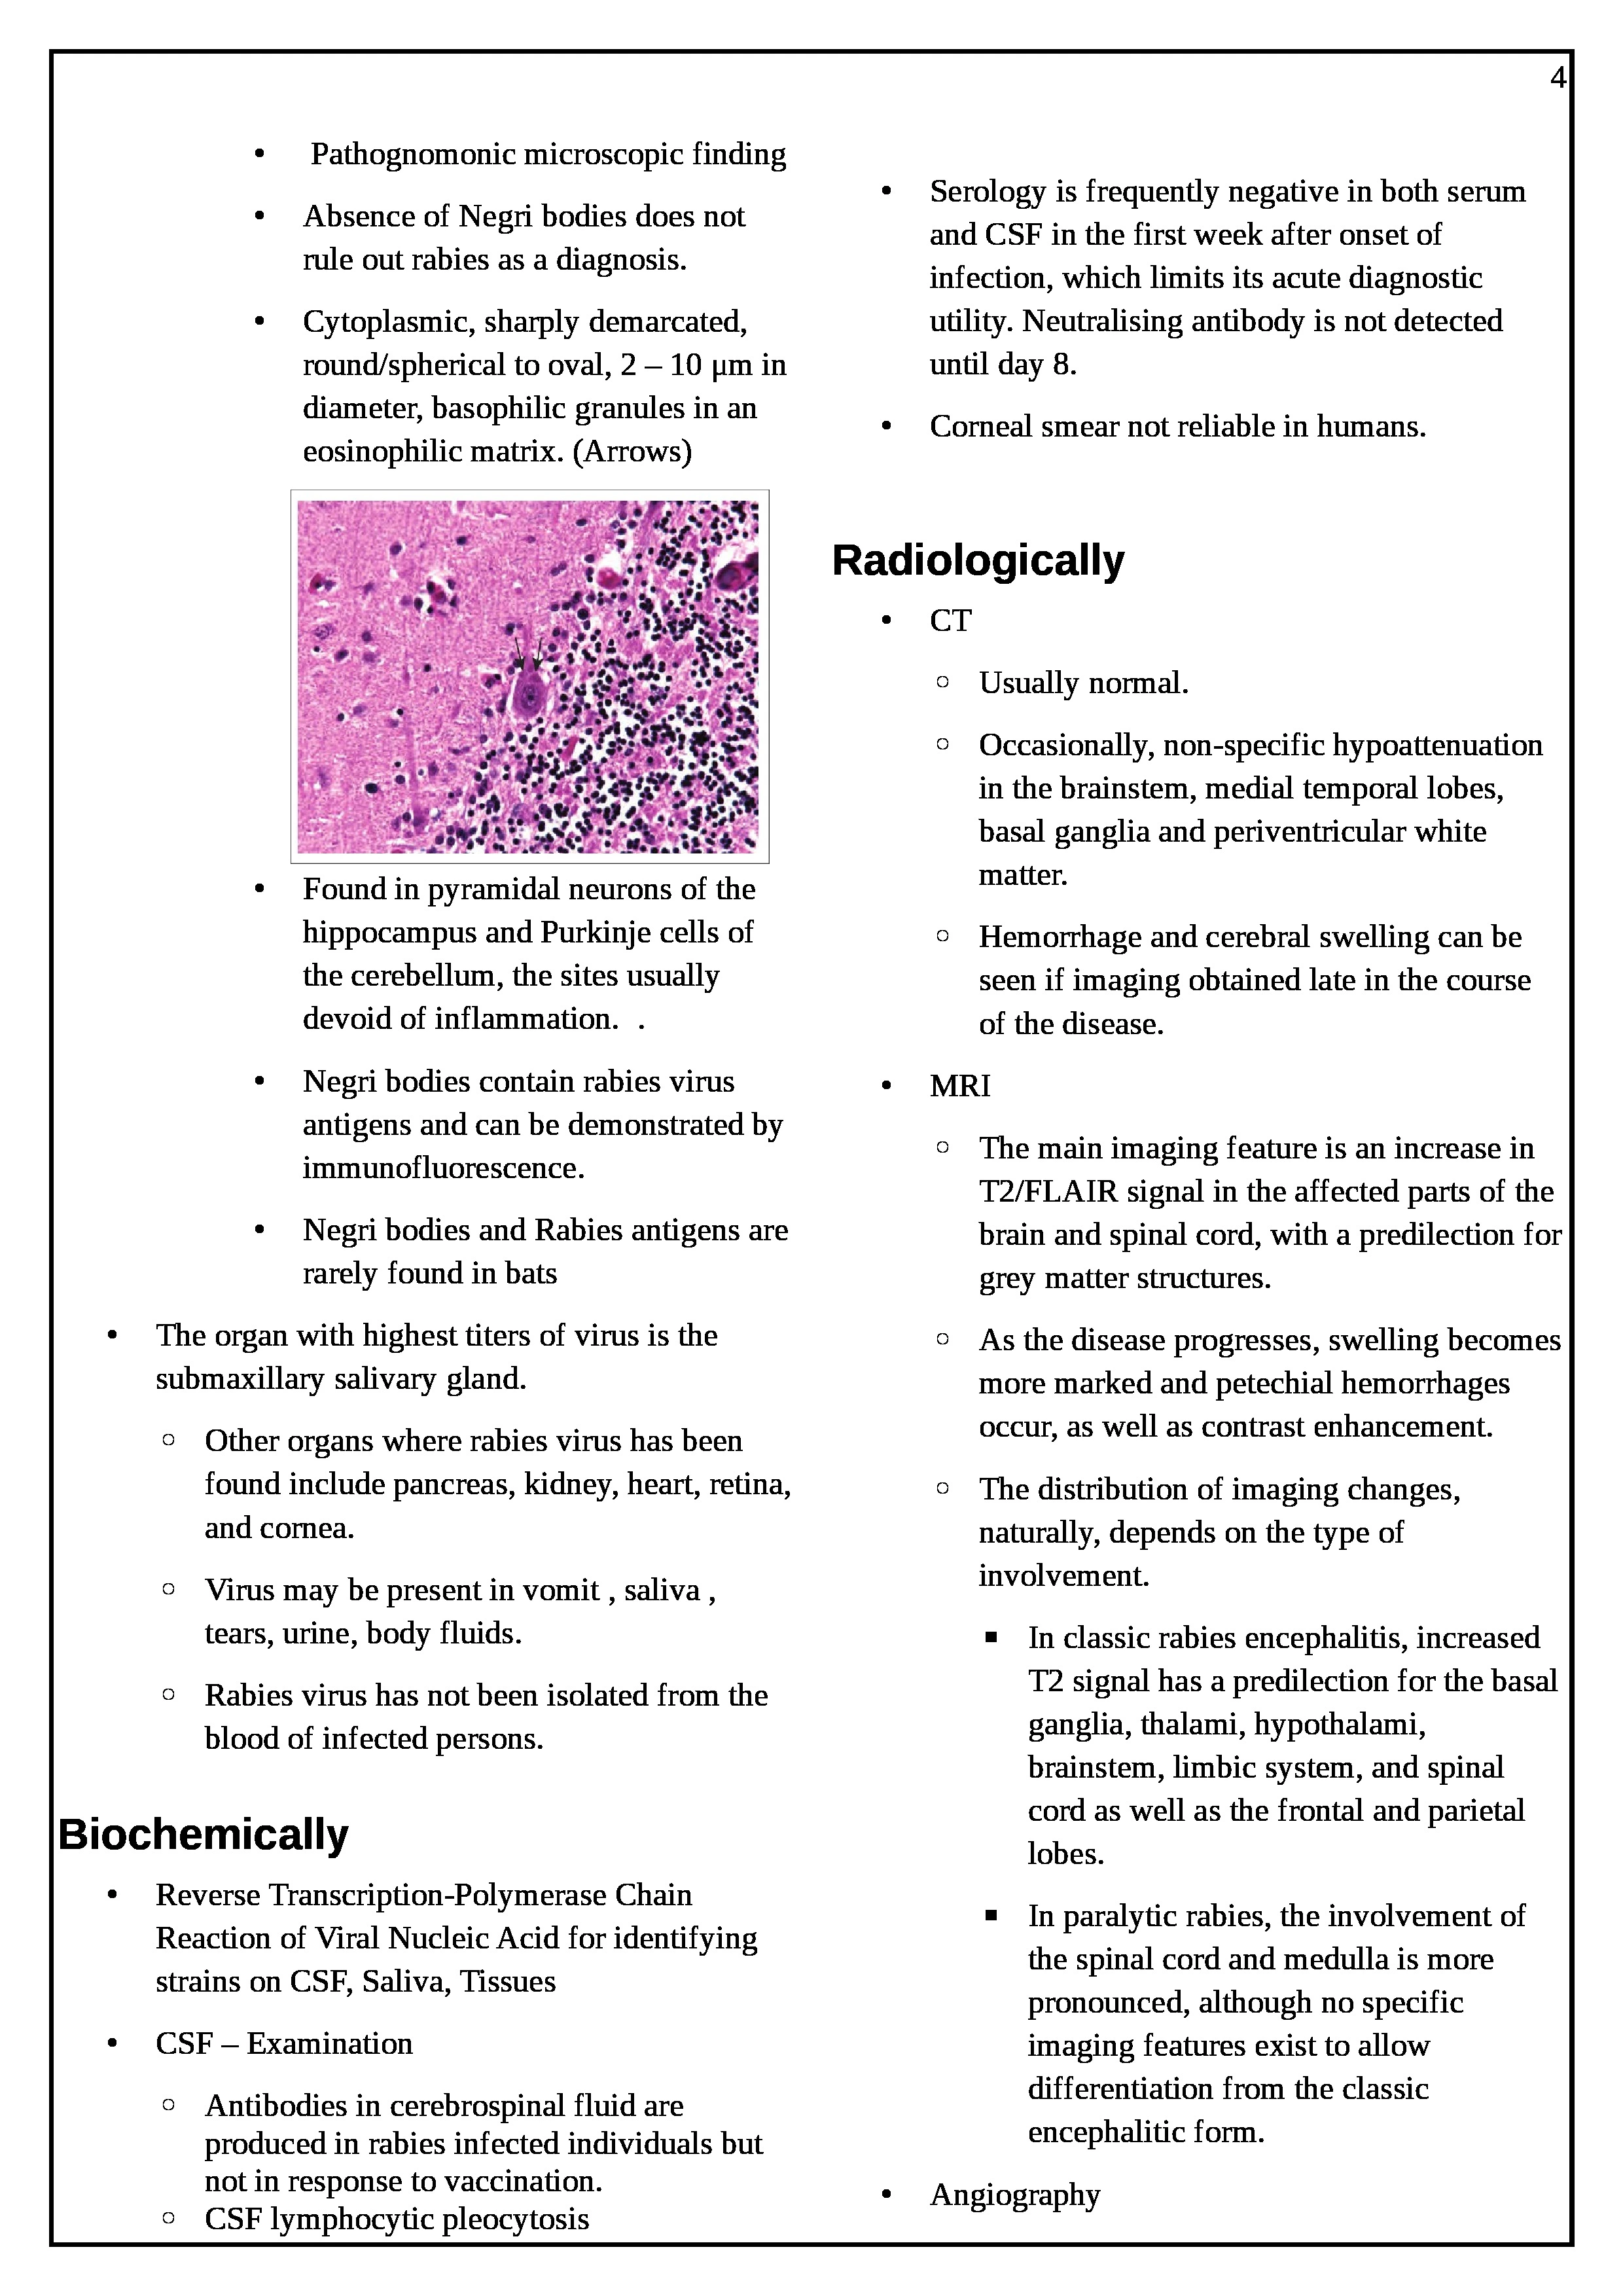 4
• Pathognomonic microscopic finding
• Absence of Negri bodies does not
rule out rabies as a diagnosis.
• Cytoplasmic, sharply demarcated,
round/spherical to oval, 2 – 10 μm in
diameter, basophilic granules in an
eosinophilic matrix. (Arrows)
• Found in pyramidal neurons of the
hippocampus and Purkinje cells of
the cerebellum, the sites usually
devoid of inflammation.  .
• Negri bodies contain rabies virus
antigens and can be demonstrated by
immunofluorescence.
• Negri bodies and Rabies antigens are
rarely found in bats
• The organ with highest titers of virus is the
submaxillary salivary gland.
○ Other organs where rabies virus has been
found include pancreas, kidney, heart, retina,
and cornea.
○ Virus may be present in vomit , saliva ,
tears, urine, body fluids.
○ Rabies virus has not been isolated from the
blood of infected persons.
Biochemically
• Reverse Transcription-Polymerase Chain
Reaction of Viral Nucleic Acid for identifying
strains on CSF, Saliva, Tissues
• CSF – Examination
○ Antibodies in cerebrospinal fluid are
produced in rabies infected individuals but
not in response to vaccination.
○ CSF lymphocytic pleocytosis
• Serology is frequently negative in both serum
and CSF in the first week after onset of
infection, which limits its acute diagnostic
utility. Neutralising antibody is not detected
until day 8.
• Corneal smear not reliable in humans.
Radiologically
• CT
○ Usually normal.
○ Occasionally, non-specific hypoattenuation
in the brainstem, medial temporal lobes,
basal ganglia and periventricular white
matter.
○ Hemorrhage and cerebral swelling can be
seen if imaging obtained late in the course
of the disease.
• MRI
○ The main imaging feature is an increase in
T2/FLAIR signal in the affected parts of the
brain and spinal cord, with a predilection for
grey matter structures.
○ As the disease progresses, swelling becomes
more marked and petechial hemorrhages
occur, as well as contrast enhancement.
○ The distribution of imaging changes,
naturally, depends on the type of
involvement.
■ In classic rabies encephalitis, increased
T2 signal has a predilection for the basal
ganglia, thalami, hypothalami,
brainstem, limbic system, and spinal
cord as well as the frontal and parietal
lobes.
■ In paralytic rabies, the involvement of
the spinal cord and medulla is more
pronounced, although no specific
imaging features exist to allow
differentiation from the classic
encephalitic form.
• Angiography